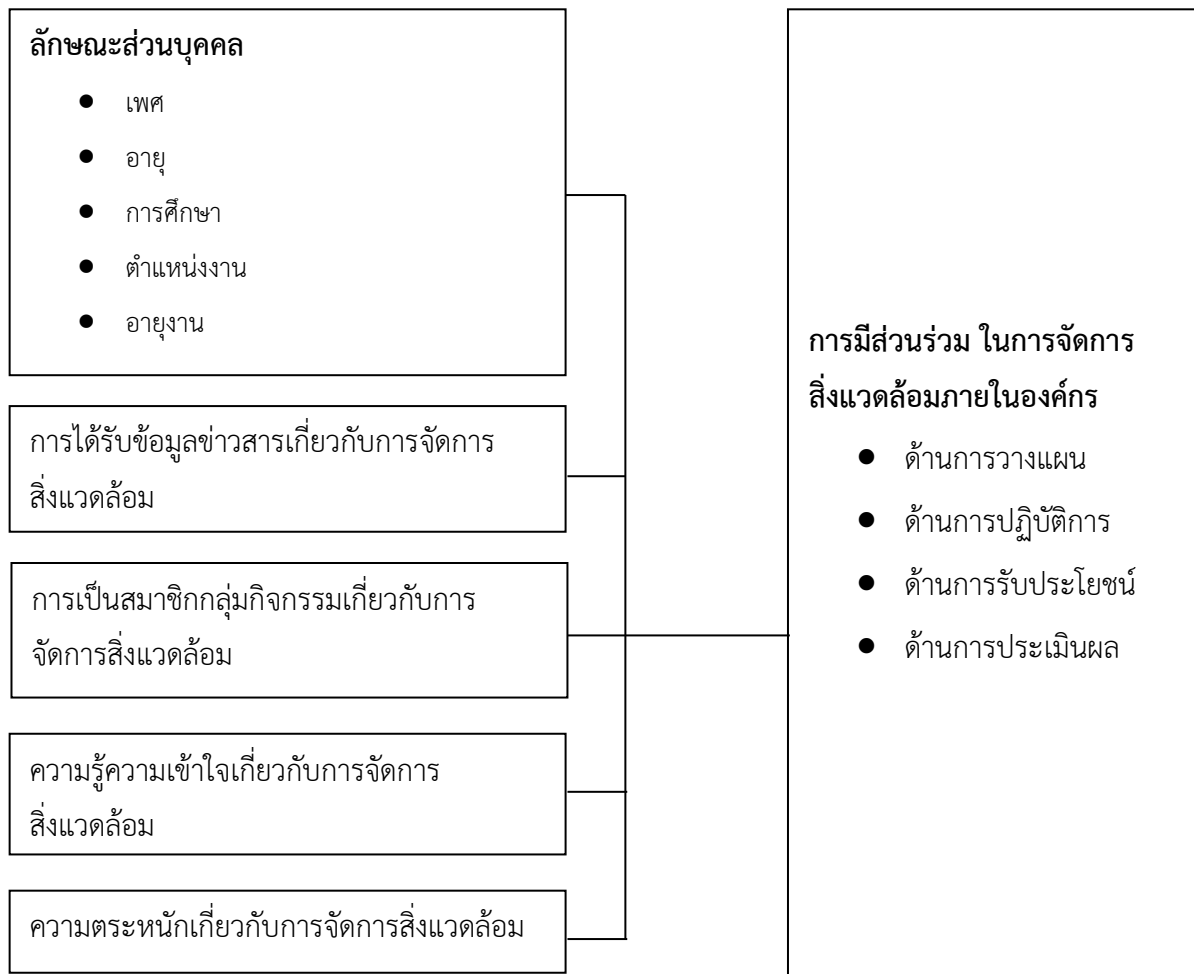 ลักษณะส่วนบุคคล
● เพศ
● อายุ
● การศึกษา
● ตำแหน่งงาน
● อายุงาน
การได้รับข้อมูลข่าวสารเกี่ยวกับการจัดการ
สิ่งแวดล้อม
การเป็นสมาชิกกลุ่มกิจกรรมเกี่ยวกับการ
จัดการสิ่งแวดล้อม
ความรู้ความเข้าใจเกี่ยวกับการจัดการ
สิ่งแวดล้อม
ความตระหนักเกี่ยวกับการจัดการสิ่งแวดล้อม
การมีส่วนร่วม ในการจัดการ
สิ่งแวดล้อมภายในองค์กร
● ด้านการวางแผน
● ด้านการปฏิบัติการ
● ด้านการรับประโยชน์
● ด้านการประเมินผล